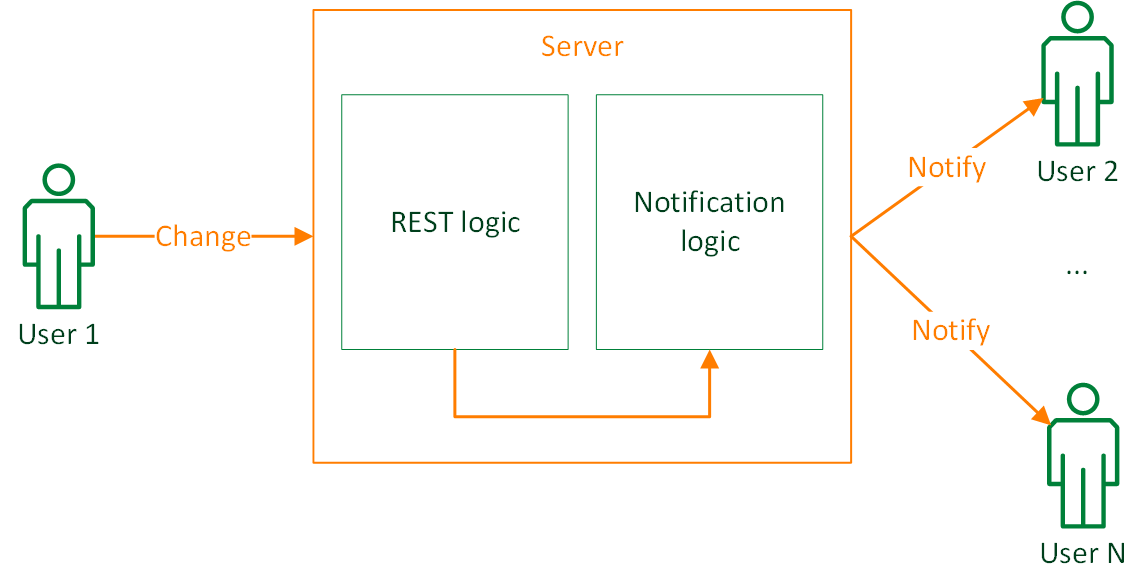 Server
REST logic
Notification
logic
Change
User 1
Notify
User 2
...
Notify
User N